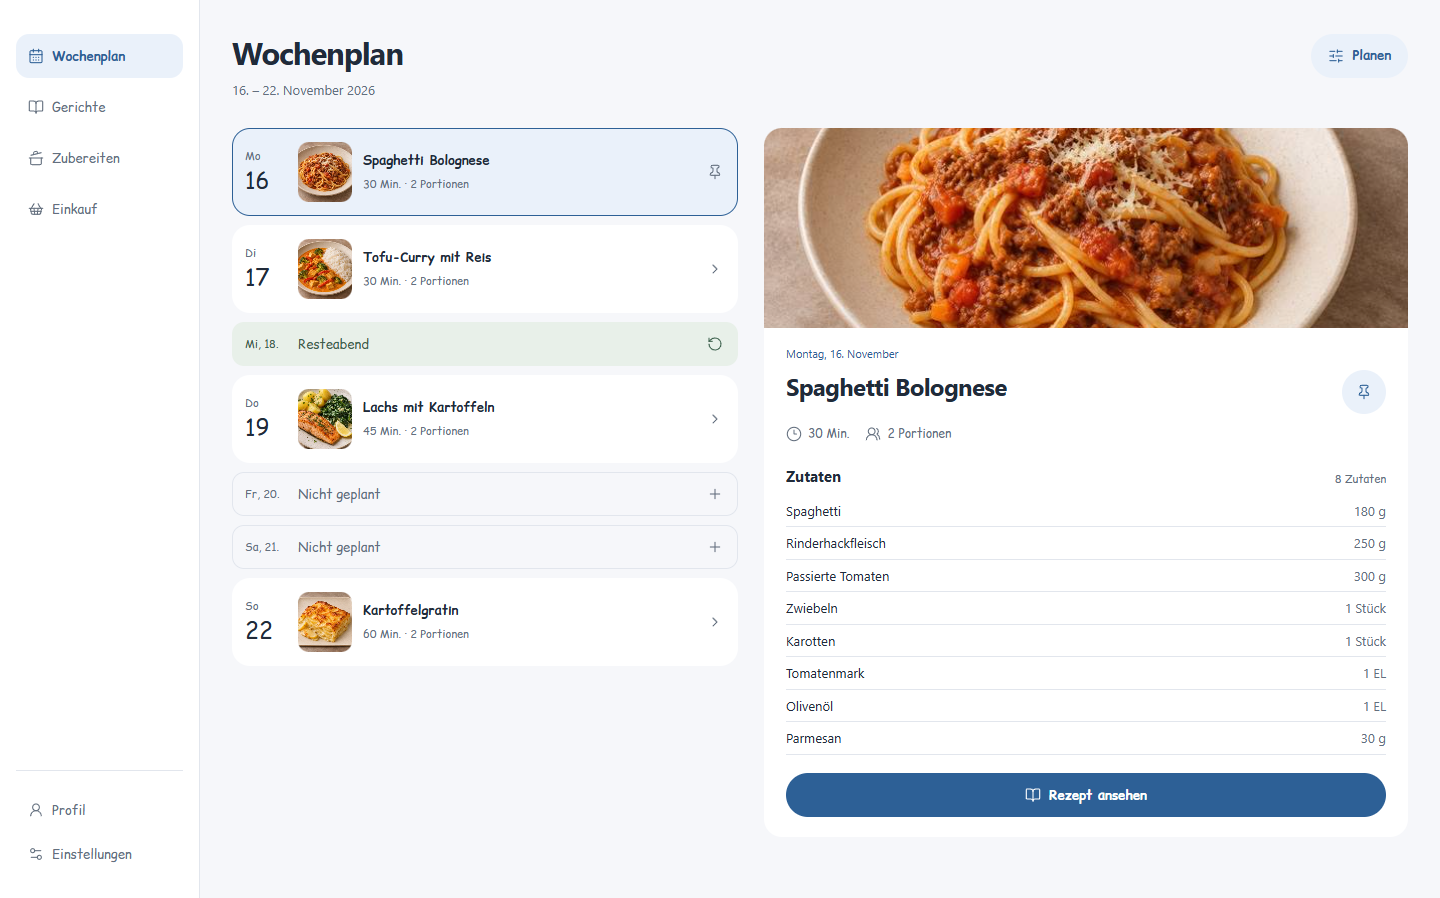 Wochenplan
Gerichte
Zubereiten
Einkauf
Profil
Einstellungen
Wochenplan
16. – 22. November 2026
Planen
Mo
16
Spaghetti Bolognese
30 Min. · 2 Portionen
Di
17
Tofu-Curry mit Reis
30 Min. · 2 Portionen
Mi, 18.
Resteabend
Do
19
Lachs mit Kartoffeln
45 Min. · 2 Portionen
Fr, 20.
Nicht geplant
Sa, 21.
Nicht geplant
So
22
Kartoffelgratin
60 Min. · 2 Portionen
Montag, 16. November
Spaghetti Bolognese
30 Min. 2 Portionen
Zutaten 8 Zutaten
Spaghetti 180 g
Rinderhackfleisch 250 g
Passierte Tomaten 300 g
Zwiebeln 1 Stück
Karotten 1 Stück
Tomatenmark 1 EL
Olivenöl 1 EL
Parmesan 30 g
Rezept ansehen